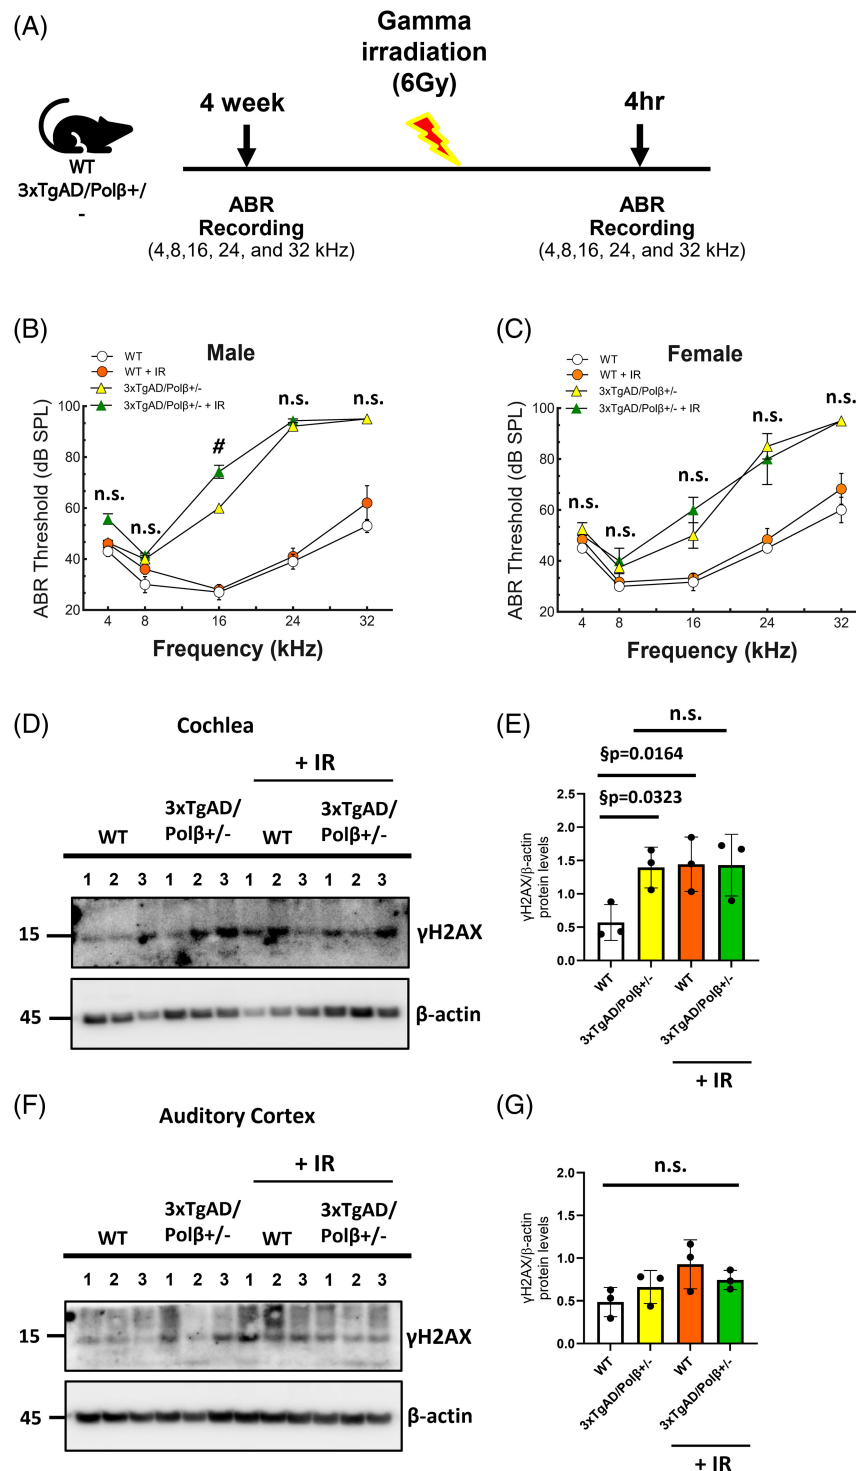 (A)
Gamma
irradiation
(6Gy)
4 week
4hr
WT
3xTgAD/Polβ+/
-
ABR
Recording
(4,8,16, 24, and 32 kHz)
ABR
Recording
(4,8,16, 24, and 32 kHz)
(B)
Male
WT
WT + IR
3xTgAD/Polβ+/-
3xTgAD/Polβ+/- + IR
ABR Threshold (dB SPL)
100
80
60
40
20
n.s.
n.s.
#
n.s.
n.s.
4 8 16 24 32
Frequency (kHz)
(C)
Female
WT
WT + IR
3xTgAD/Polβ+/-
3xTgAD/Polβ+/- + IR
ABR Threshold (dB SPL)
100
80
60
40
20
n.s.
n.s.
n.s.
n.s.
n.s.
4 8 16 24 32
Frequency (kHz)
(D)
Cochlea
+ IR
WT
3xTgAD/
Polβ+/-
WT
3xTgAD/
Polβ+/-
1 2 3 1 2 3 1 2 3 1 2 3
15
γH2AX
45
β-actin
(E)
n.s.
§p=0.0164
§p=0.0323
γH2AX/β-actin
protein levels
2.5
2.0
1.5
1.0
0.5
0.0
WT
3xTgAD/Polβ+/-
WT
3xTgAD/Polβ+/-
+ IR
(F)
Auditory Cortex
+ IR
WT
3xTgAD/
Polβ+/-
WT
3xTgAD/
Polβ+/-
1 2 3 1 2 3 1 2 3 1 2 3
15
γH2AX
45
β-actin
(G)
n.s.
γH2AX/β-actin
protein levels
2.0
1.5
1.0
0.5
0.0
WT
3xTgAD/Polβ+/-
WT
3xTgAD/Polβ+/-
+ IR